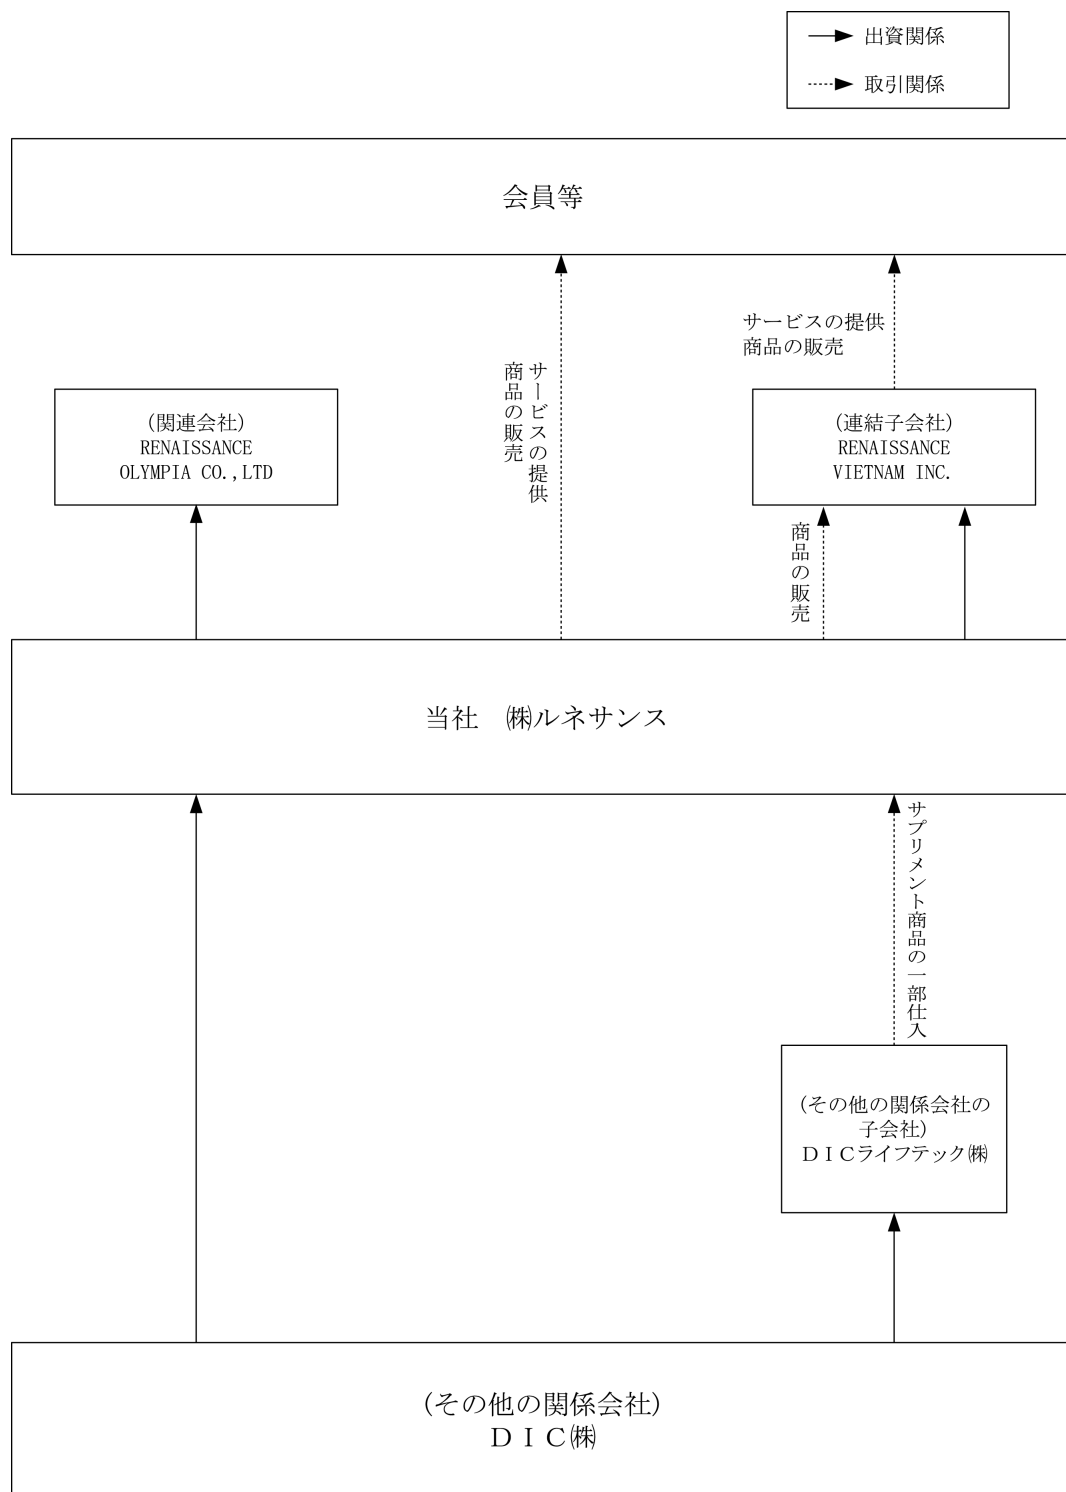 出資関係
取引関係
会員等
サービスの提供
商品の販売
サービスの提供
商品の販売
(関連会社)
RENAISSANCE
OLYMPIA CO.,LTD
(連結子会社)
RENAISSANCE
VIETNAM INC.
商品の販売
当社　㈱ルネサンス
サプリメント商品の一部仕入
(その他の関係会社の
子会社)
ＤＩＣライフテック㈱
(その他の関係会社)
ＤＩＣ㈱